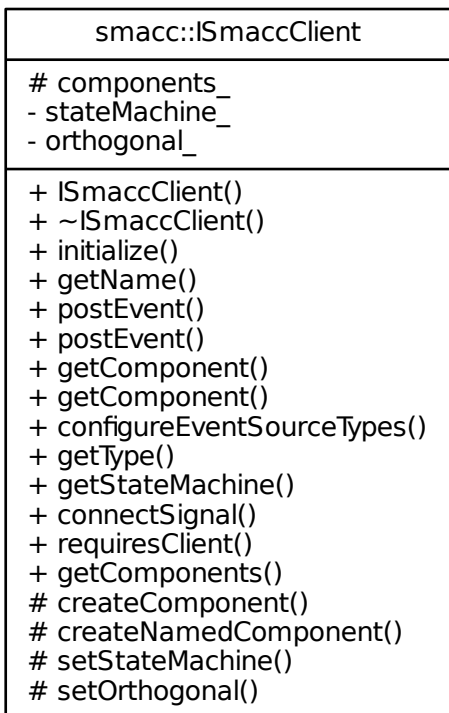 smacc::ISmaccClient
# components_
- stateMachine_
- orthogonal_
+ ISmaccClient()
+ ~ISmaccClient()
+ initialize()
+ getName()
+ postEvent()
+ postEvent()
+ getComponent()
+ getComponent()
+ configureEventSourceTypes()
+ getType()
+ getStateMachine()
+ connectSignal()
+ requiresClient()
+ getComponents()
# createComponent()
# createNamedComponent()
# setStateMachine()
# setOrthogonal()